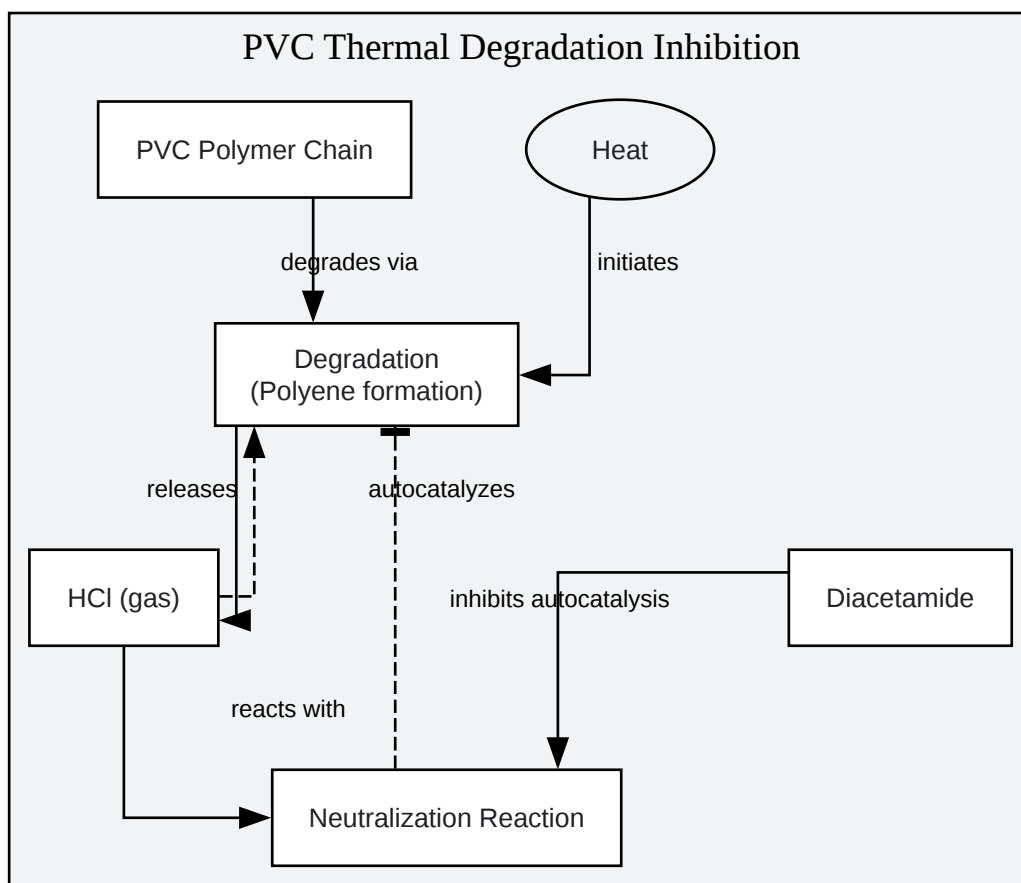 PVC Thermal Degradation Inhibition
PVC Polymer Chain
Heat
degrades via
initiates
Degradation
(Polyene formation)
releases
autocatalyzes
HCl (gas)
inhibits autocatalysis
Diacetamide
reacts with
Neutralization Reaction